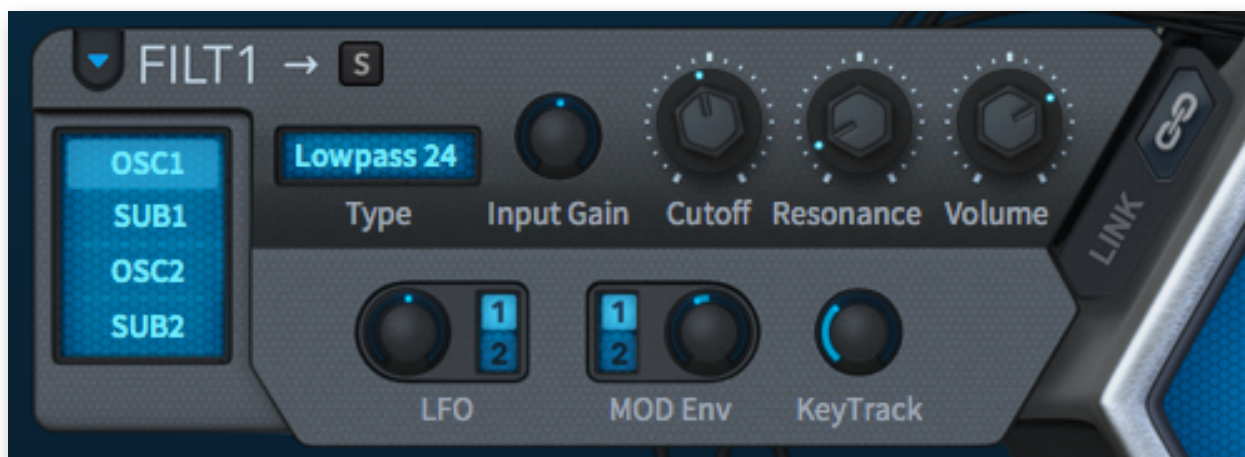 FILT1 → S
OSC1
SUB1
OSC2
SUB2
Lowpass 24
Type
Input Gain
Cutoff
Resonance
Volume
LINK
1
2
LFO
1
2
MOD Env
KeyTrack